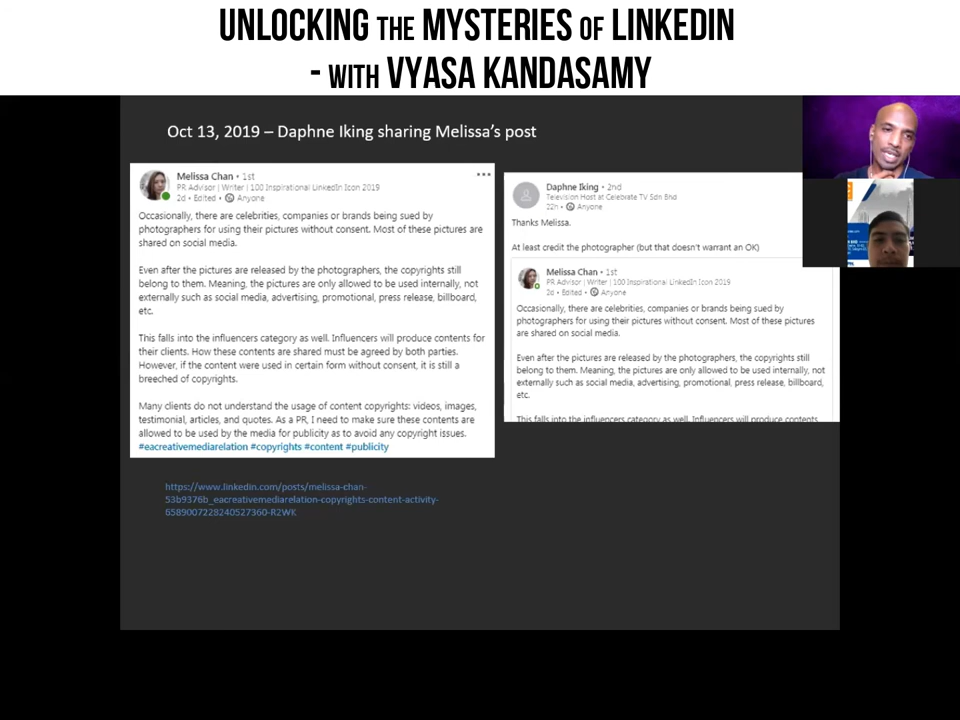 UNLOCKING THE MYSTERIES OF LINKEDIN
- WITH VYASA KANDASAMY
Oct 13, 2019 – Daphne Iking sharing Melissa's post
Melissa Chan • 1st
PR Advisor | Writer | 100 Inspirational LinkedIn Icon 2019
2d • Edited • Anyone
Occasionally, there are celebrities, companies or brands being sued by
photographers for using their pictures without consent. Most of these pictures are
shared on social media.
Even after the pictures are released by the photographers, the copyrights still
belong to them. Meaning, the pictures are only allowed to be used internally, not
externally such as social media, advertising, promotional, press release, billboard,
etc.
This falls into the influencers category as well. Influencers will produce contents for
their clients. How these contents are shared must be agreed by both parties.
However, if the content were used in certain form without consent, it is still a
breeched of copyrights.
Many clients do not understand the usage of content copyrights: videos, images,
testimonial, articles, and quotes. As a PR, I need to make sure these contents are
allowed to be used by the media for publicity as to avoid any copyright issues.
#eacreativemediarelation #copyrights #content #publicity
https://www.linkedin.com/posts/melissa-chan-
53b9376b_eacreativemediarelation-copyrights-content-activity-
6589007228240527360-R2WK
Daphne Iking • 2nd
Television Host at Celebrate TV Sdn Bnd
22h • Anyone
Thanks Melissa.
At least credit the photographer (but that doesn't warrant an OK)
Melissa Chan • 1st
PR Advisor | Writer | 100 Inspirational LinkedIn Icon 2019
2d • Edited • Anyone
Occasionally, there are celebrities, companies or brands being sued by
photographers for using their pictures without consent. Most of these pictures
are shared on social media.
Even after the pictures are released by the photographers, the copyrights still
belong to them. Meaning, the pictures are only allowed to be used internally, not
externally such as social media, advertising, promotional, press release, billboard,
etc.
This falls into the influencers category as well. Influencers will produce contents